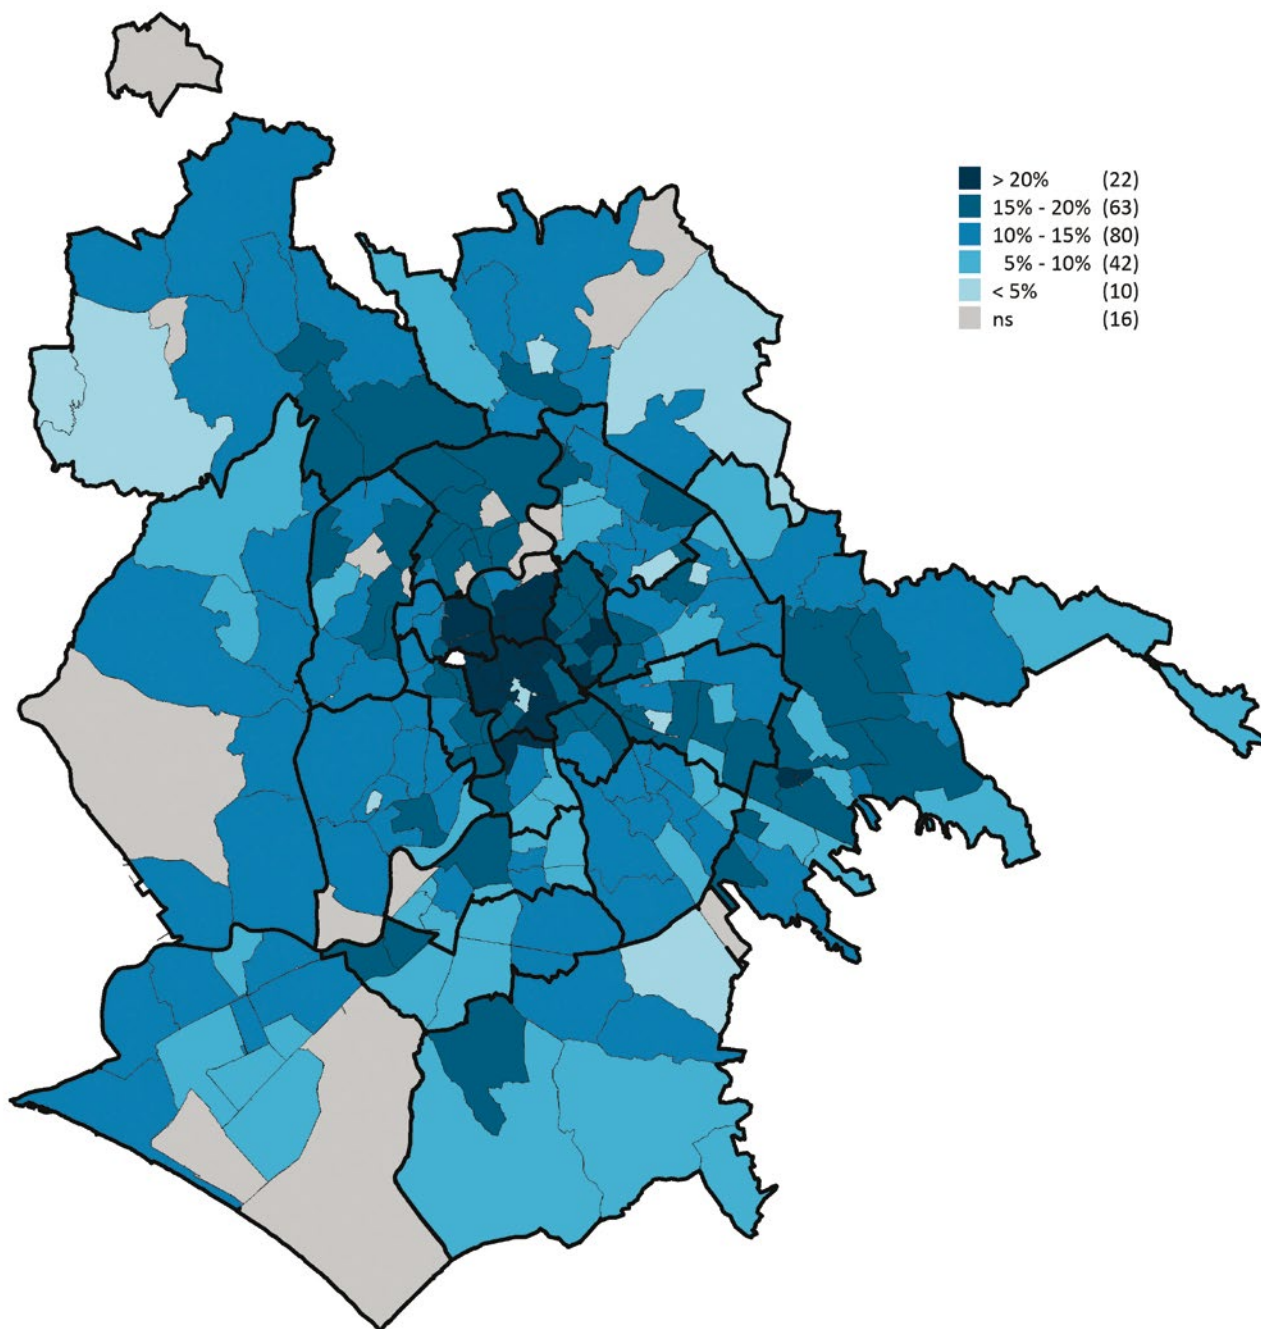 > 20% (22)
15% - 20% (63)
10% - 15% (80)
5% - 10% (42)
< 5% (10)
ns (16)